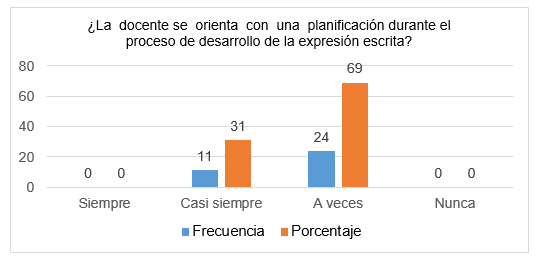 ¿La docente se orienta con una planificación durante el
proceso de desarrollo de la expresión escrita?
80
60
40
20
0
0 0
11 31
24 69
0 0
Siempre Casi siempre A veces Nunca
Frecuencia Porcentaje